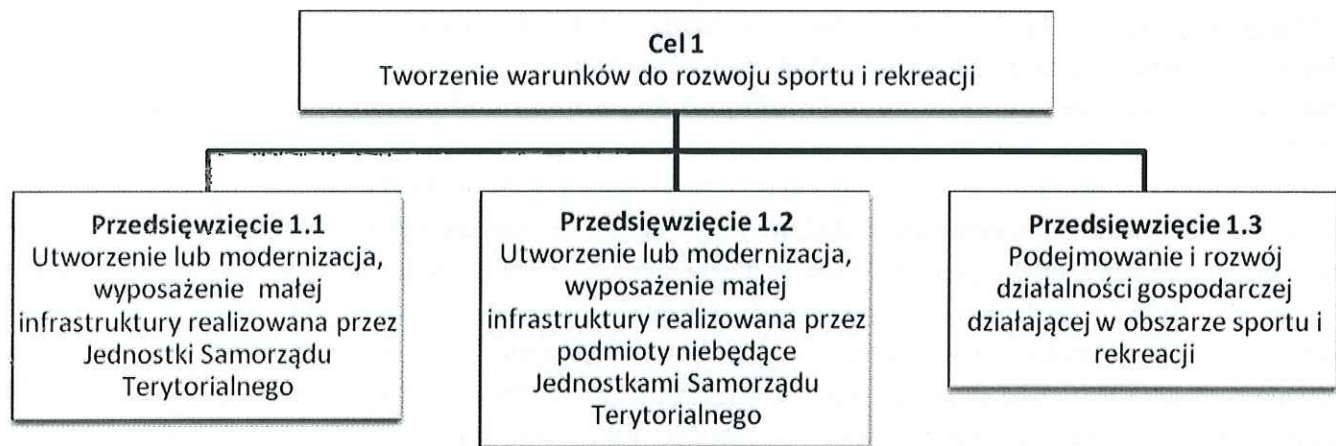 Cel 1
Tworzenie warunków do rozwoju sportu i rekreacji
Przedsięwzięcie 1.1
Utworzenie lub modernizacja,
wyposażenie małej
infrastruktury realizowana przez
Jednostki Samorządu
Terytorialnego
Przedsięwzięcie 1.2
Utworzenie lub modernizacja,
wyposażenie małej
infrastruktury realizowana przez
podmioty niebędące
Jednostkami Samorządu
Terytorialnego
Przedsięwzięcie 1.3
Podejmowanie i rozwój
działalności gospodarczej
działającej w obszarze sportu i
rekreacji